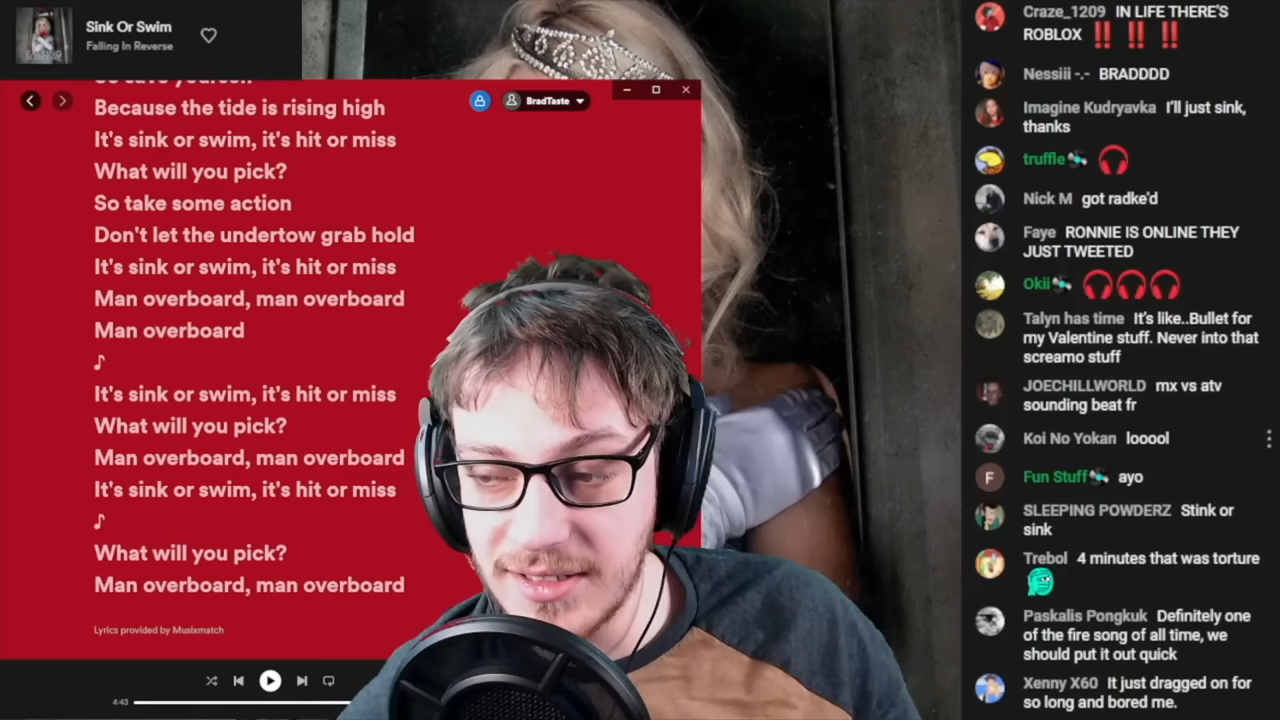 Sink Or Swim
Falling In Reverse
So save yourself
BradTaste
Because the tide is rising high
It's sink or swim, it's hit or miss
What will you pick?
So take some action
Don't let the undertow grab hold
It's sink or swim, it's hit or miss
Man overboard, man overboard
Man overboard
♪
It's sink or swim, it's hit or miss
What will you pick?
Man overboard, man overboard
It's sink or swim, it's hit or miss
♪
What will you pick?
Man overboard, man overboard
Lyrics provided by Musixmatch
4:43
Craze_1209 IN LIFE THERE'S
ROBLOX ‼️ ‼️ ‼️
Nessiii -.- BRADDDD
Imagine Kudryavka I'll just sink,
thanks
truffle 🎧
Nick M got radke'd
Faye RONNIE IS ONLINE THEY
JUST TWEETED
Okii 🎧🎧🎧
Talyn has time It's like..Bullet for
my Valentine stuff. Never into that
screamo stuff
JOECHILLWORLD mx vs atv
sounding beat fr
Koi No Yokan looool
F
Fun Stuff ayo
SLEEPING POWDERZ Stink or
sink
Trebol 4 minutes that was torture
Paskalis Pongkuk Definitely one
of the fire song of all time, we
should put it out quick
Xenny X60 It just dragged on for
so long and bored me.